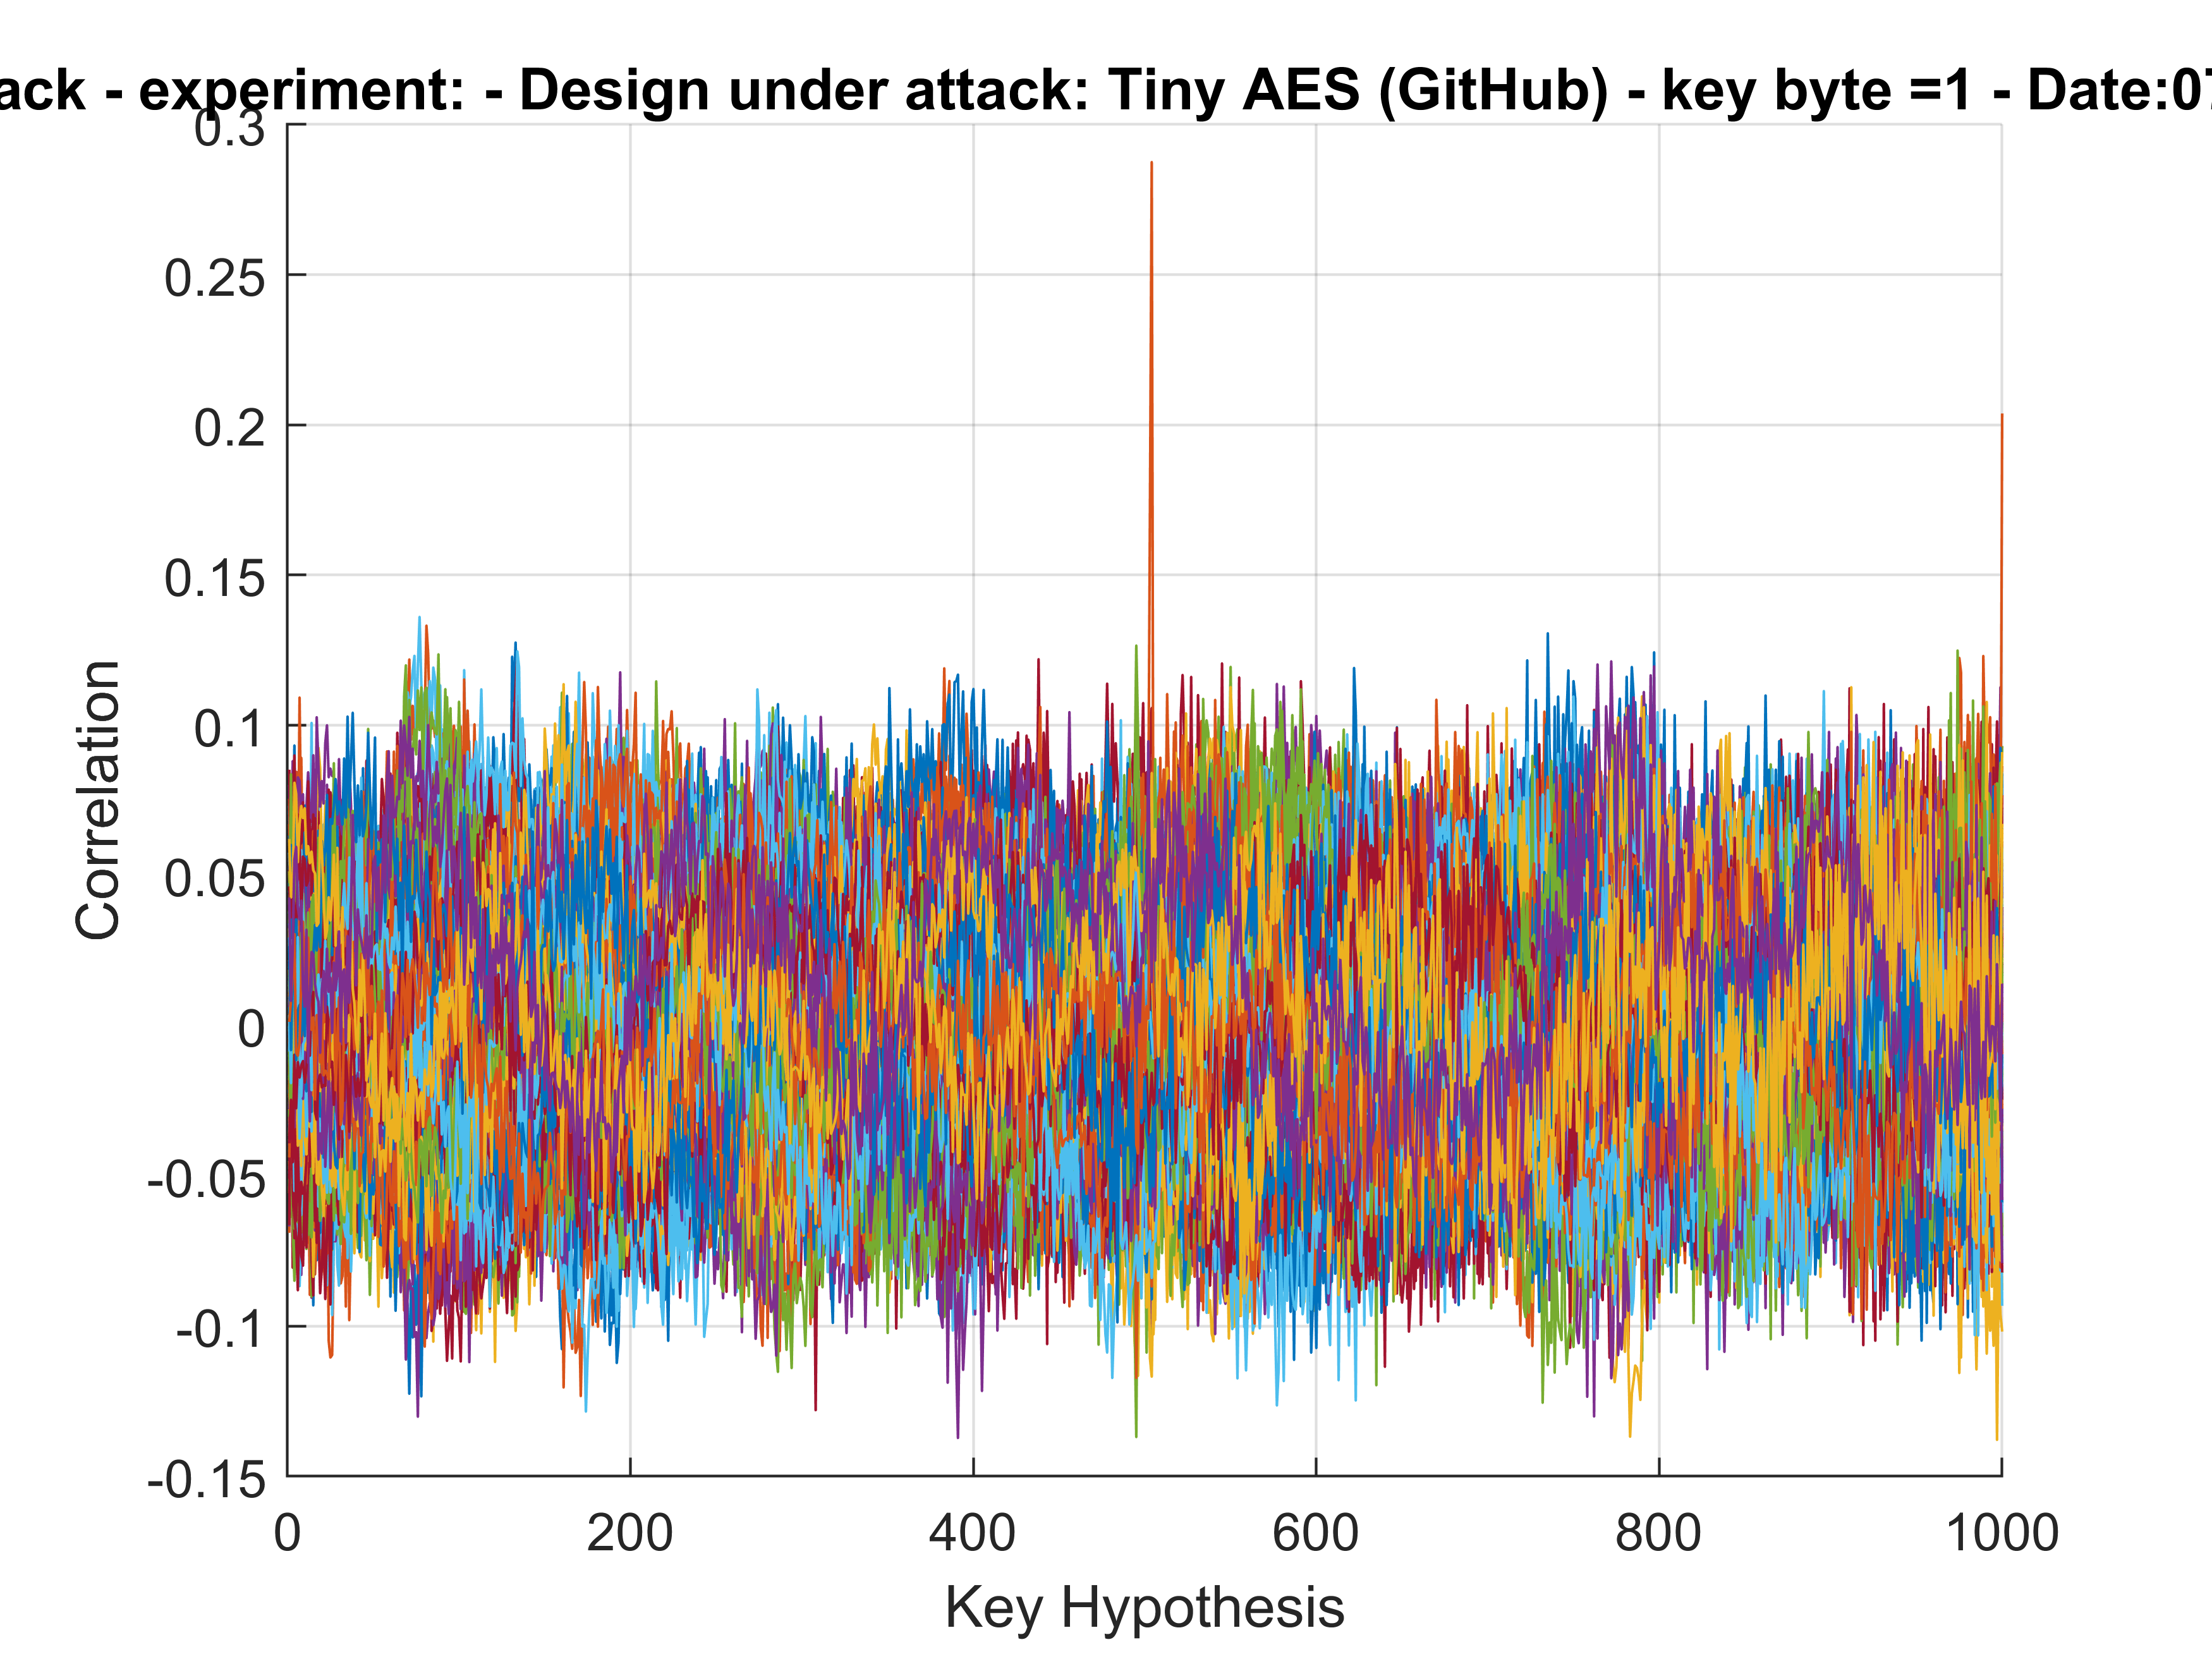 ack - experiment: - Design under attack: Tiny AES (GitHub) - key byte =1 - Date:07
0.3
0.25
0.2
0.15
0.1
0.05
0
-0.05
-0.1
-0.15
Correlation
0 200 400 600 800 1000
Key Hypothesis